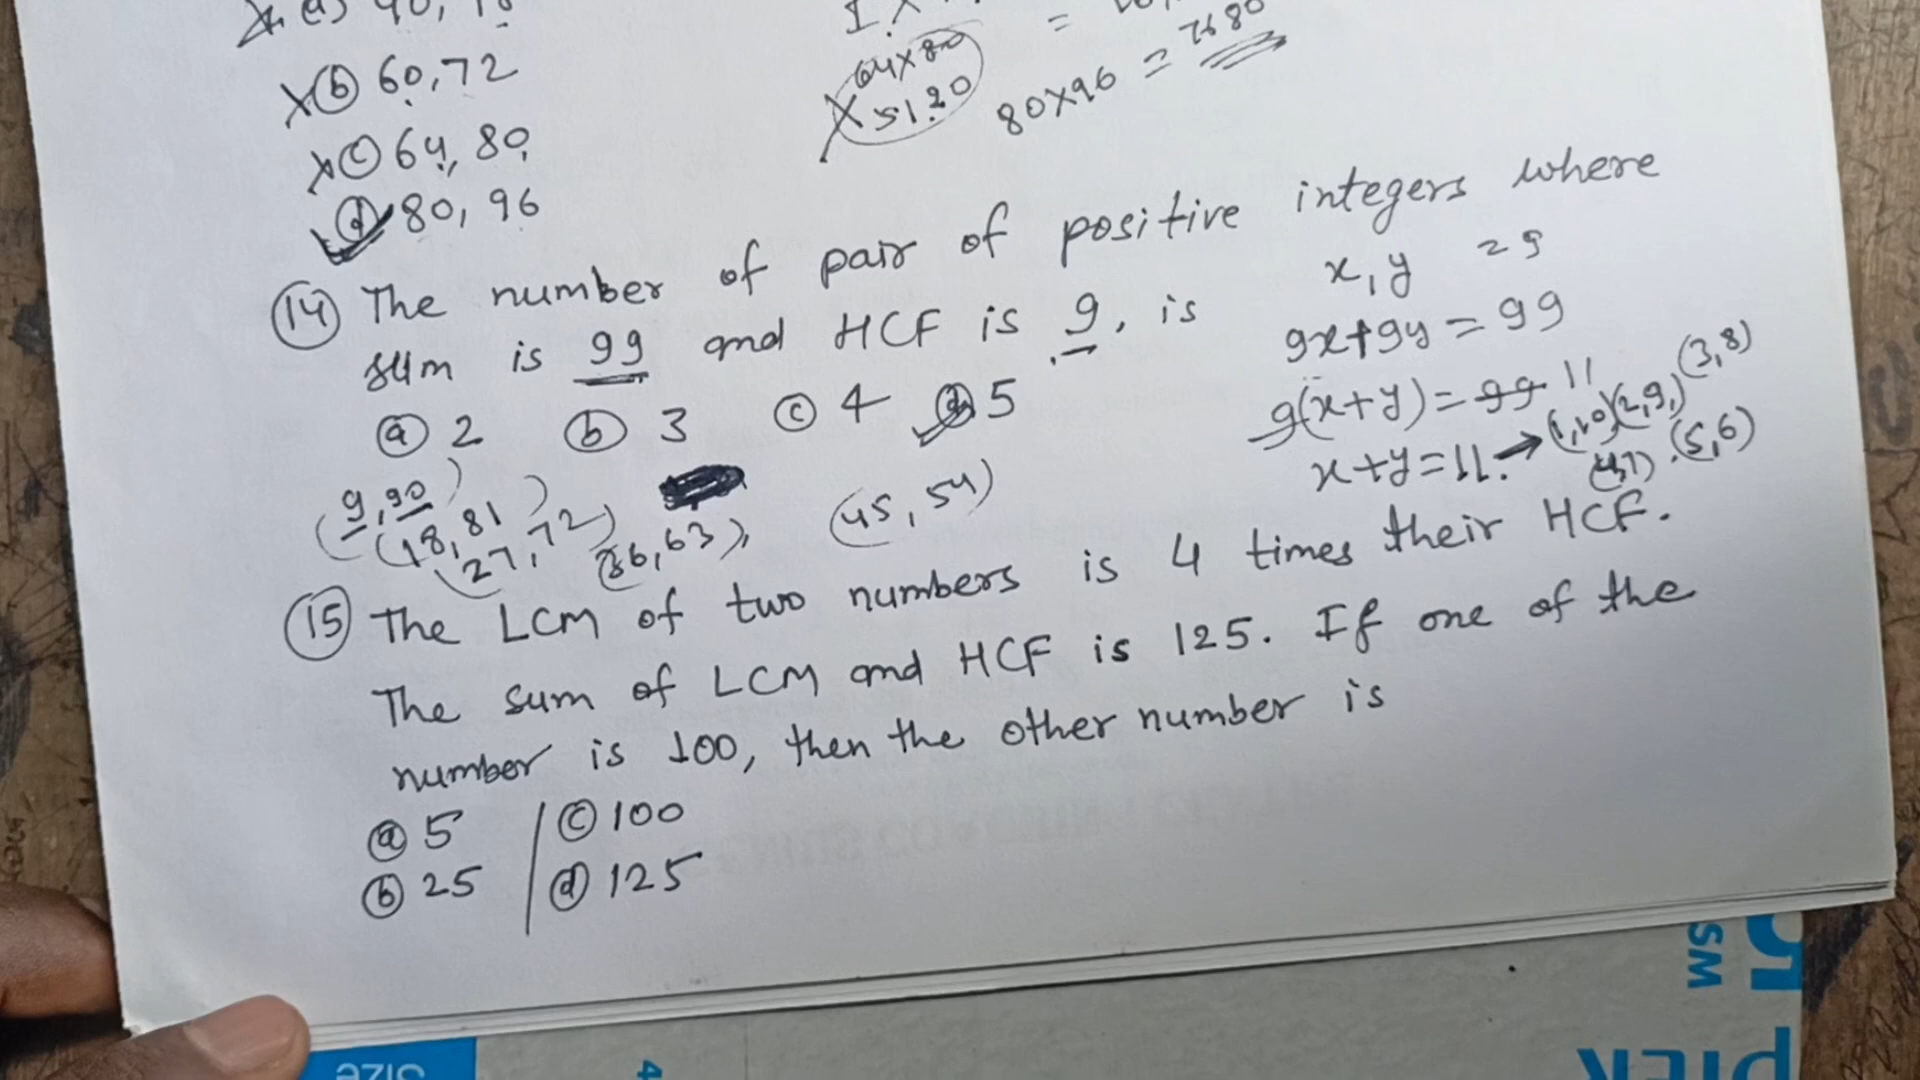 ⓑ 60,72
ⓒ 64, 80
ⓓ 80, 96
64×80
5120
80×96 = 7680
⑭ The number of pair of positive integers where
sum is 99 and HCF is 9, is
ⓐ 2 ⓑ 3 ⓒ 4 ⓓ 5
x, y = 9
9x+9y = 99
9(x+y) = 99 11
x+y=11. → (1,10)(2,9,) (3,8)
(4,7). (5,6)
(9,90)
(18,81)
(27,72) (36,63), (45,54)
⑮ The LCM of two numbers is 4 times their HCF.
The sum of LCM and HCF is 125. If one of the
number is 100, then the other number is
ⓐ 5 ⓒ 100
ⓑ 25 ⓓ 125
SM
Size
4